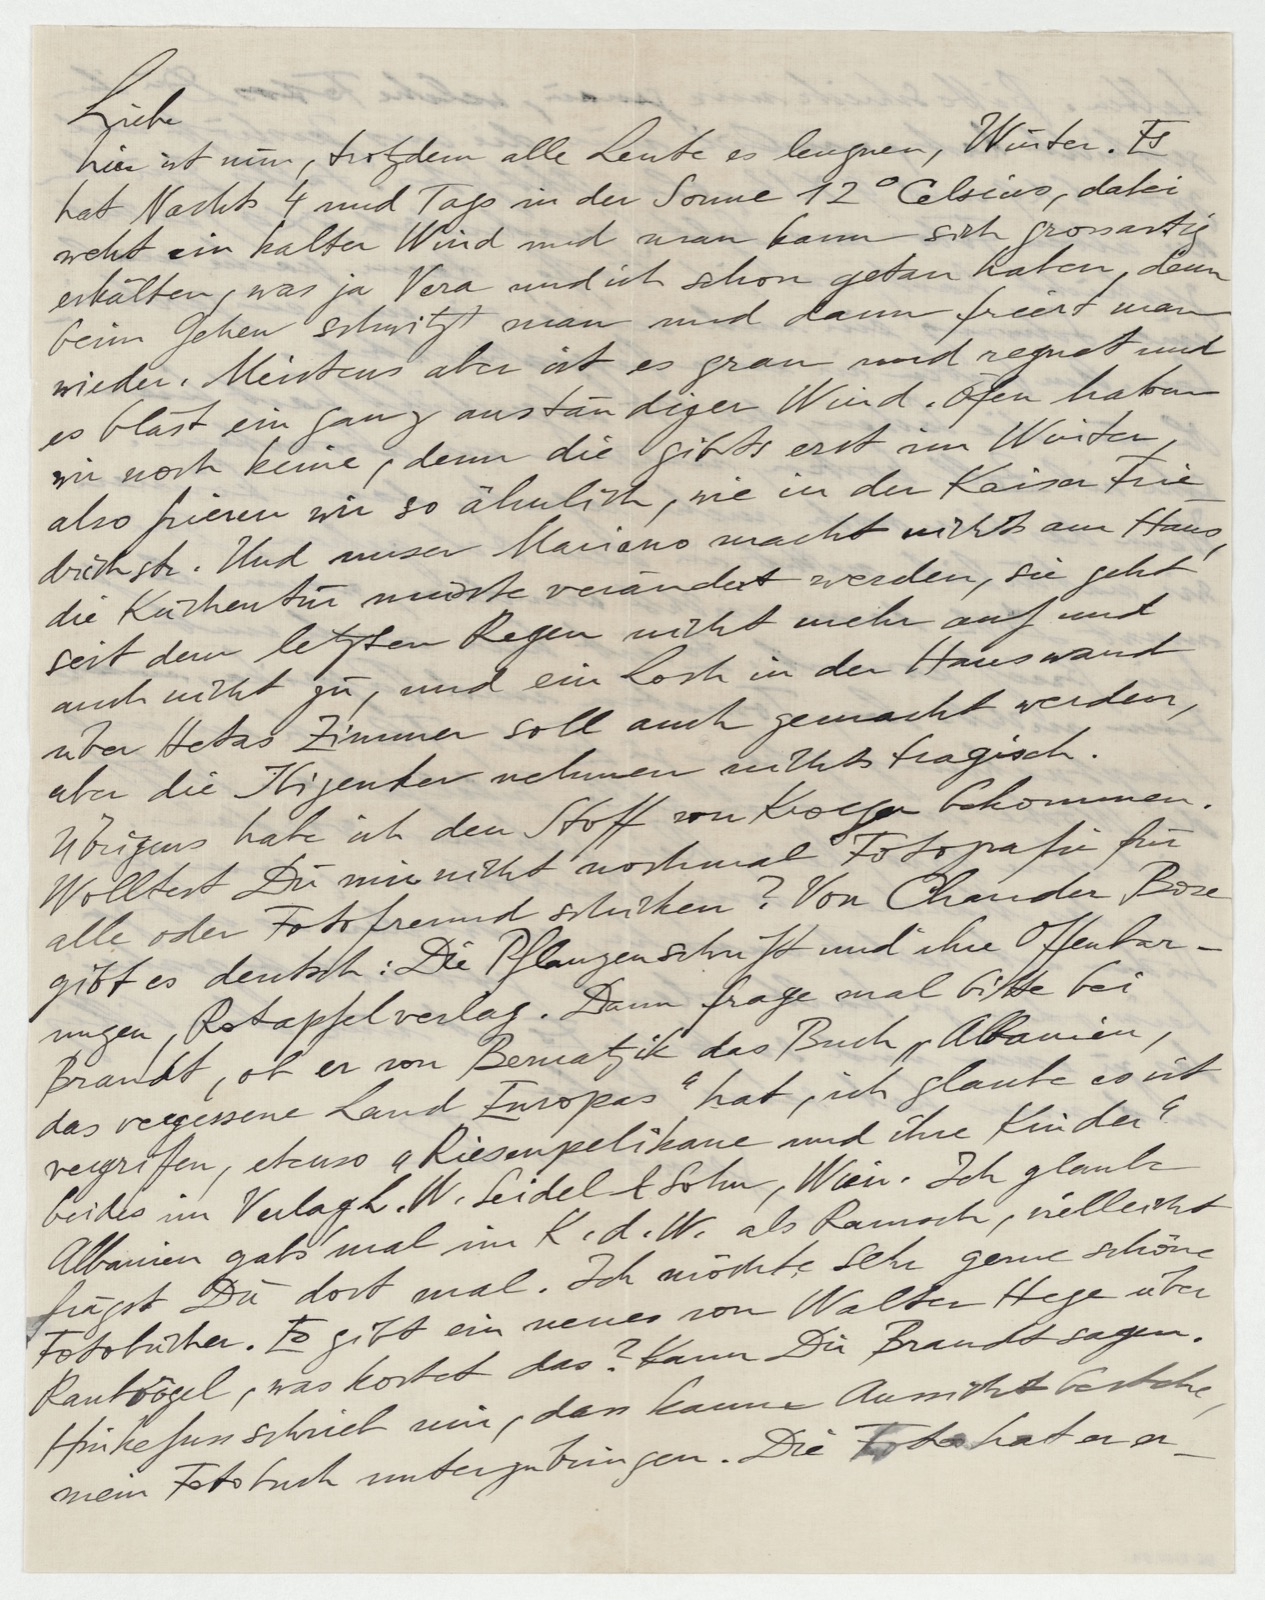 Liebe
hier ist nun, trotzdem alle Leute es leugnen, Winter. Es
hat Nachts 4 und Tags in der Sonne 12° Celsius, dabei
weht ein kalter Wind und man kann sich grossartig
erkälten, was ja Vera und ich schon getan haben, denn
beim Gehen schwitzt man und dann friert man
wieder. Meistens aber ist es grau und regnet und
es bläst ein ganz anständiger Wind. Öfen haben
wir noch keine, denn die gibts erst im Winter,
also frieren wir so ähnlich, wie in der Kaiser Frie
drichstr. Und unser Mariano macht nichts am Haus,
die Küchentür müsste verändert werden, sie geht
seit dem letzten Regen nicht mehr auf und
auch nicht zu, und ein Loch in der Hauswand
über Hetas Zimmer soll auch gemacht werden,
aber die Ibizenker nehmen nichts tragisch.
Übrigens habe ich den Stoff von Kroeger bekommen.
Wolltest Du mir nicht nochmal Fotografie für
alle oder Fotofreund schicken? Von Chander Bose
gibt es deutsch: Die Pflanzenschrift und ihre Offenbar-
ungen, Rotapfelverlag. Dann frage mal bitte bei
Brandt, ob er von Bernatzik das Buch „Albanien,
das vergessene Land Europas“ hat, ich glaube es ist
vergriffen, ebenso „Riesenpelikane und ihre Kinder“
beides im Verlag L. W. Seidel & Sohn, Wien. Ich glaube
Albanien gabs mal im K.d.W. als Ramsch, vielleicht
frägst Du dort mal. Ich möchte sehr gerne schöne
Fotobücher. Es gibt ein neues von Walter Hege über
Raubvögel, was kostet das? Kann Dir Brandt sagen.
Hinkefuss schrieb mir, dass kaum Aussicht bestehe,
mein Fotobuch unterzubringen. Die Fotos hat er er-